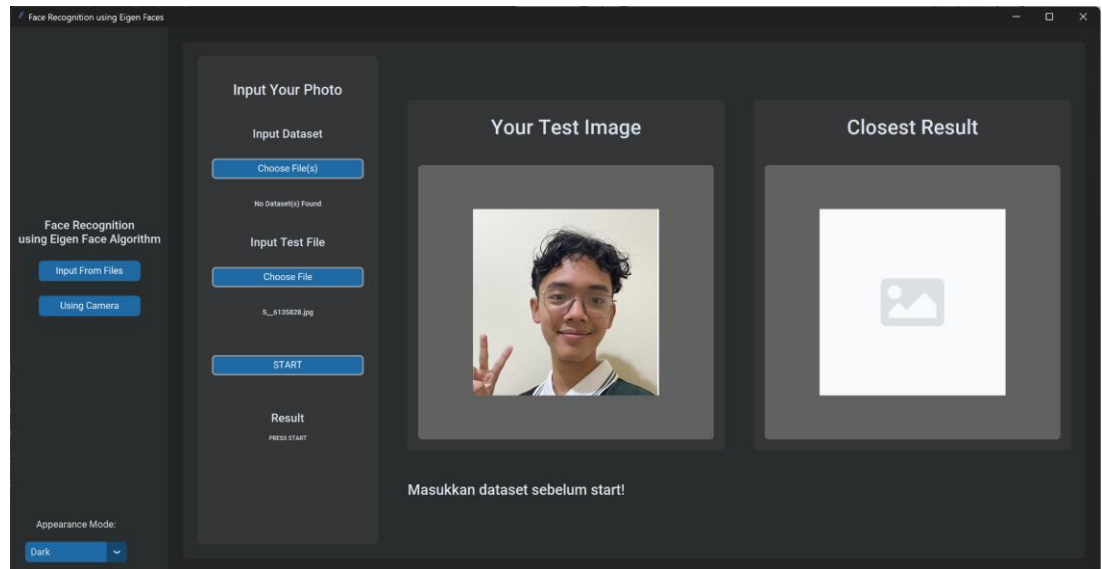 Face Recognition using Eigen Faces
Face Recognition
using Eigen Face Algorithm
Input From Files
Using Camera
Appearance Mode:
Dark
Input Your Photo
Input Dataset
Choose File(s)
No Dataset(s) Found
Input Test File
Choose File
S__6135828.jpg
START
Result
PRESS START
Your Test Image
Closest Result
Masukkan dataset sebelum start!